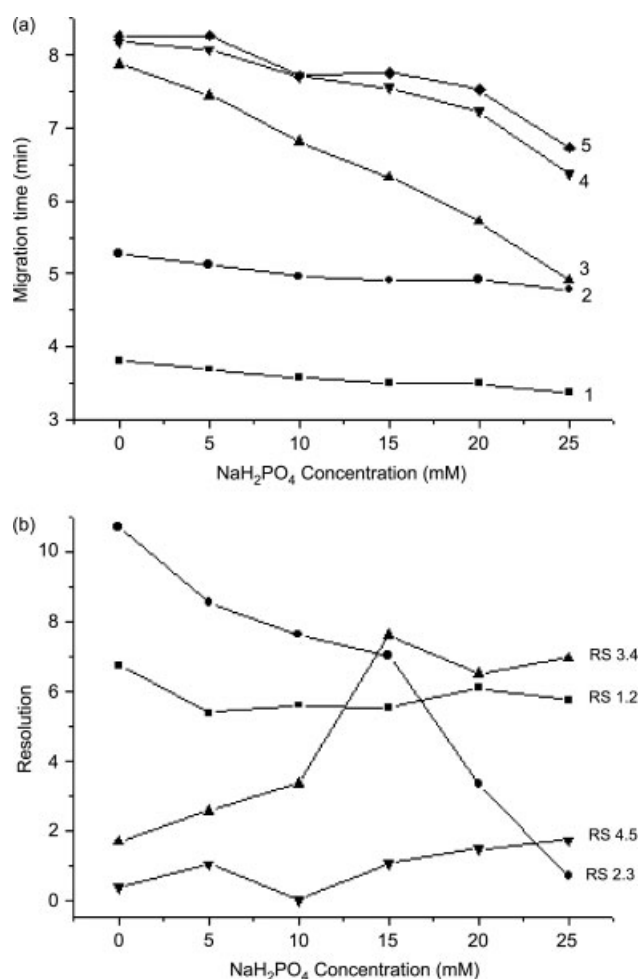 (a)
Migration time (min)
8
7
6
5
4
3
5
4
3
2
1
0 5 10 15 20 25
NaH₂PO₄ Concentration (mM)
(b)
Resolution
10
8
6
4
2
0
RS 3.4
RS 1.2
RS 4.5
RS 2.3
0 5 10 15 20 25
NaH₂PO₄ Concentration (mM)